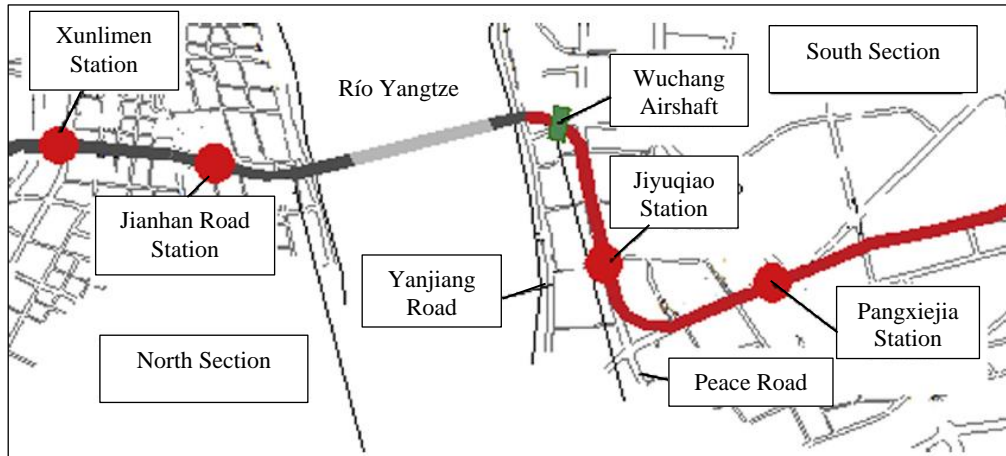 Xunlimen
Station
Río Yangtze
Wuchang
Airshaft
South Section
Jianhan Road
Station
Jiyuqiao
Station
Yanjiang
Road
Pangxiejia
Station
North Section
Peace Road